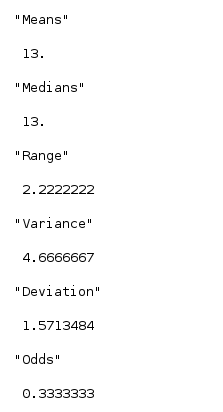 "Means"
13.
"Medians"
13.
"Range"
2.2222222
"Variance"
4.6666667
"Deviation"
1.5713484
"Odds"
0.3333333